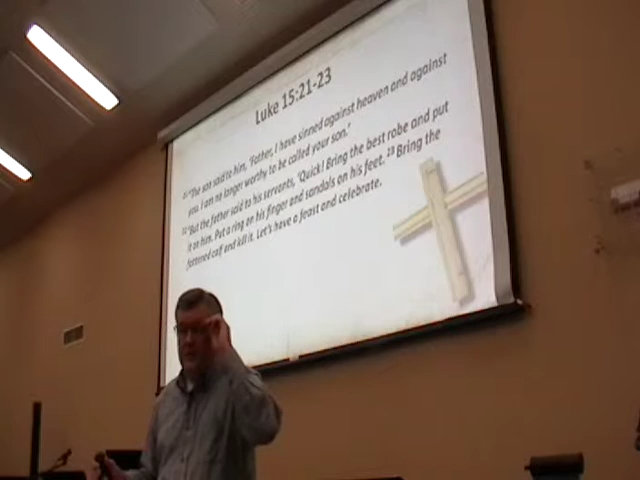 Luke 15:21-23
21 "The son said to him, 'Father, I have sinned against heaven and against
you. I am no longer worthy to be called your son.'
22 "But the father said to his servants, 'Quick! Bring the best robe and put
it on him. Put a ring on his finger and sandals on his feet. 23 Bring the
fattened calf and kill it. Let's have a feast and celebrate.